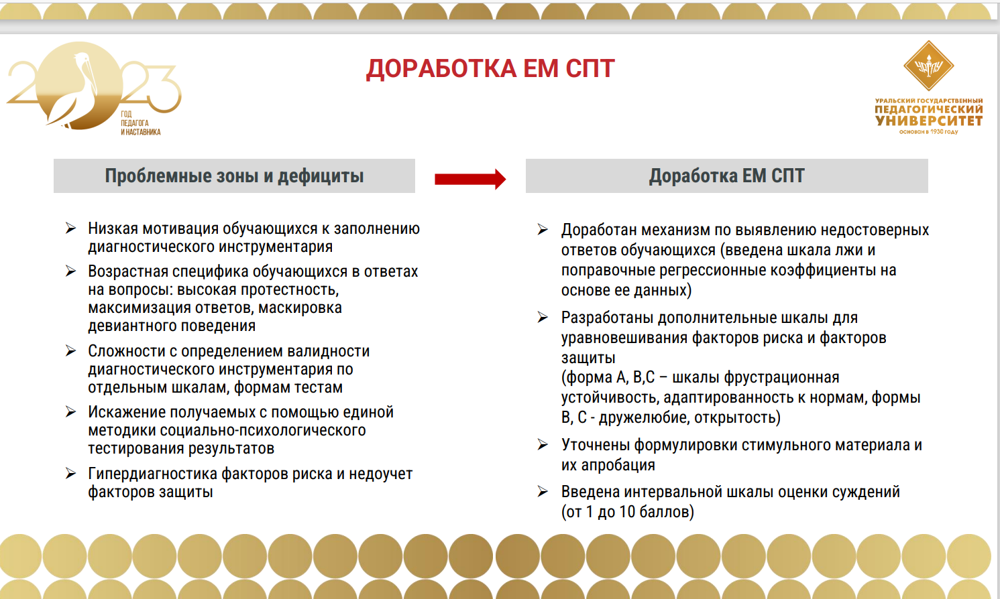 2023
ГОД
ПЕДАГОГА
И НАСТАВНИКА
ДОРАБОТКА ЕМ СПТ
УрГПУ
УРАЛЬСКИЙ ГОСУДАРСТВЕННЫЙ
ПЕДАГОГИЧЕСКИЙ
УНИВЕРСИТЕТ
основан в 1930 году
Проблемные зоны и дефициты
Низкая мотивация обучающихся к заполнению
диагностического инструментария
Возрастная специфика обучающихся в ответах
на вопросы: высокая протестность,
максимизация ответов, маскировка
девиантного поведения
Сложности с определением валидности
диагностического инструментария по
отдельным шкалам, формам тестам
Искажение получаемых с помощью единой
методики социально-психологического
тестирования результатов
Гипердиагностика факторов риска и недоучет
факторов защиты
Доработка ЕМ СПТ
Доработан механизм по выявлению недостоверных
ответов обучающихся (введена шкала лжи и
поправочные регрессионные коэффициенты на
основе ее данных)
Разработаны дополнительные шкалы для
уравновешивания факторов риска и факторов
защиты
(форма А, В,С – шкалы фрустрационная
устойчивость, адаптированность к нормам, формы
В, С - дружелюбие, открытость)
Уточнены формулировки стимульного материала и
их апробация
Введена интервальной шкалы оценки суждений
(от 1 до 10 баллов)